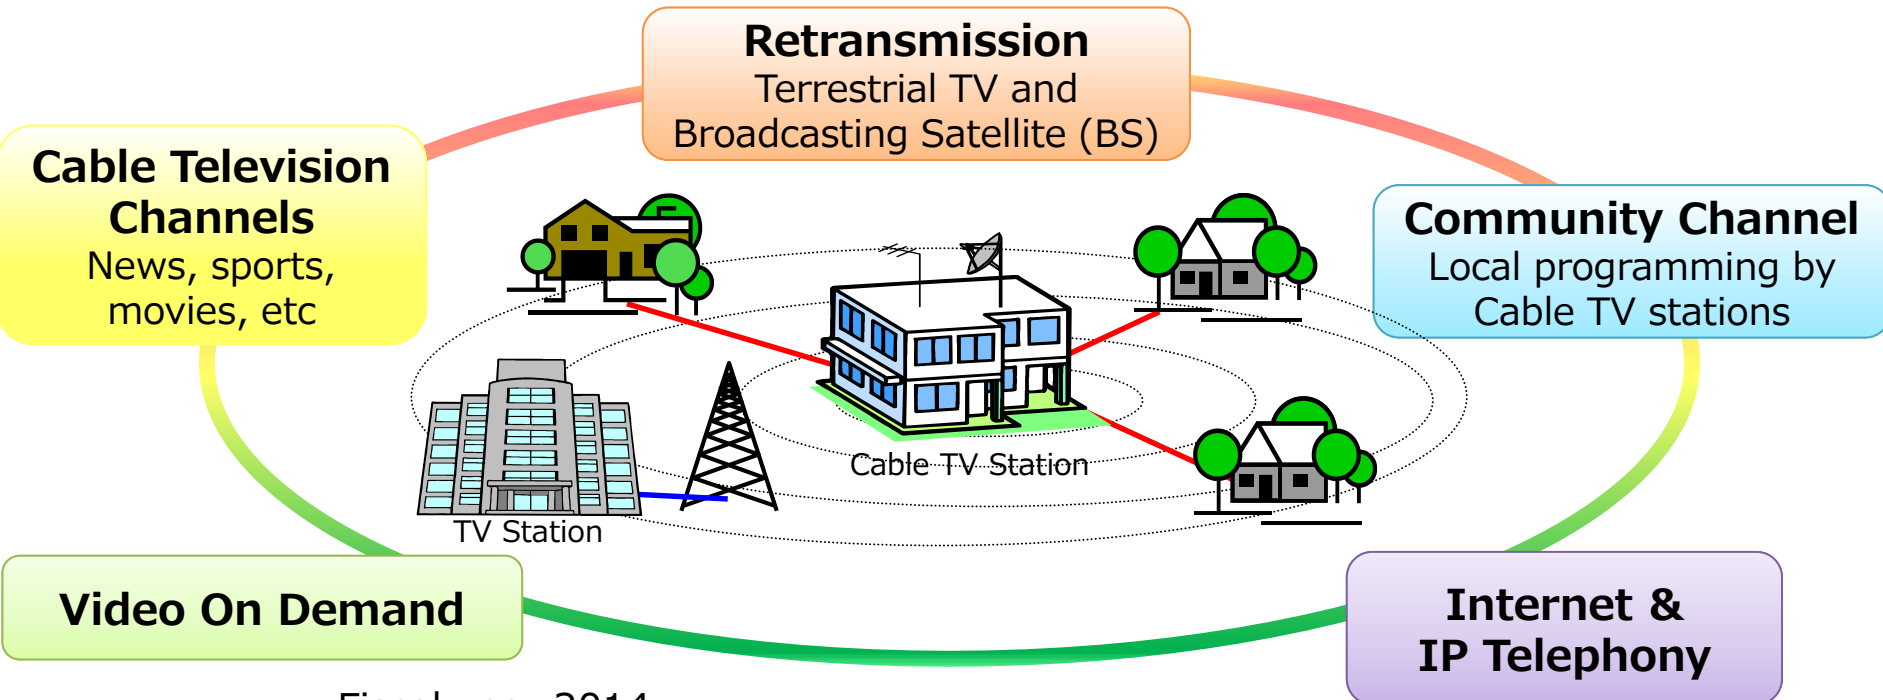 Retransmission
Terrestrial TV and
Broadcasting Satellite (BS)
Cable Television
Channels
News, sports,
movies, etc
Community Channel
Local programming by
Cable TV stations
Cable TV Station
TV Station
Video On Demand
Internet &
IP Telephony
2014